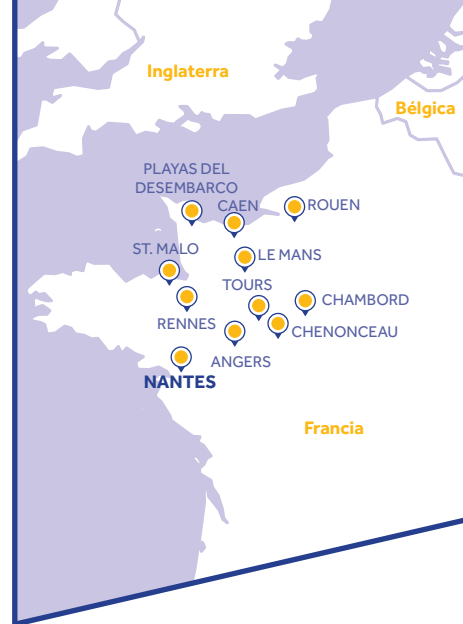 Inglaterra
Bélgica
PLAYAS DEL
DESEMBARCO
CAEN
ROUEN
ST. MALO
LE MANS
TOURS
CHAMBORD
RENNES
CHENONCEAU
ANGERS
NANTES
Francia